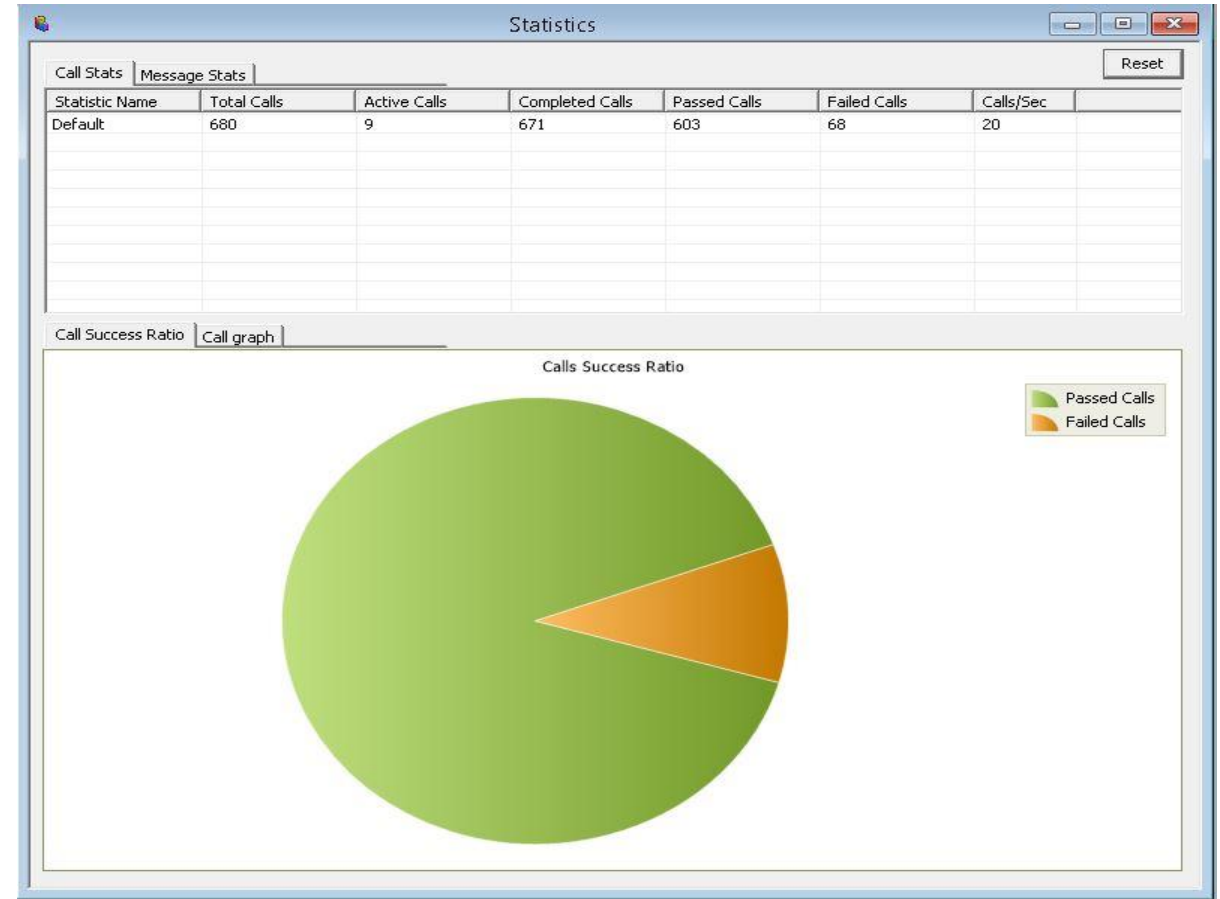 Statistics
Reset
Call Stats Message Stats
Statistic Name Total Calls Active Calls Completed Calls Passed Calls Failed Calls Calls/Sec
Default 680 9 671 603 68 20
Call Success Ratio Call graph
Calls Success Ratio
Passed Calls
Failed Calls